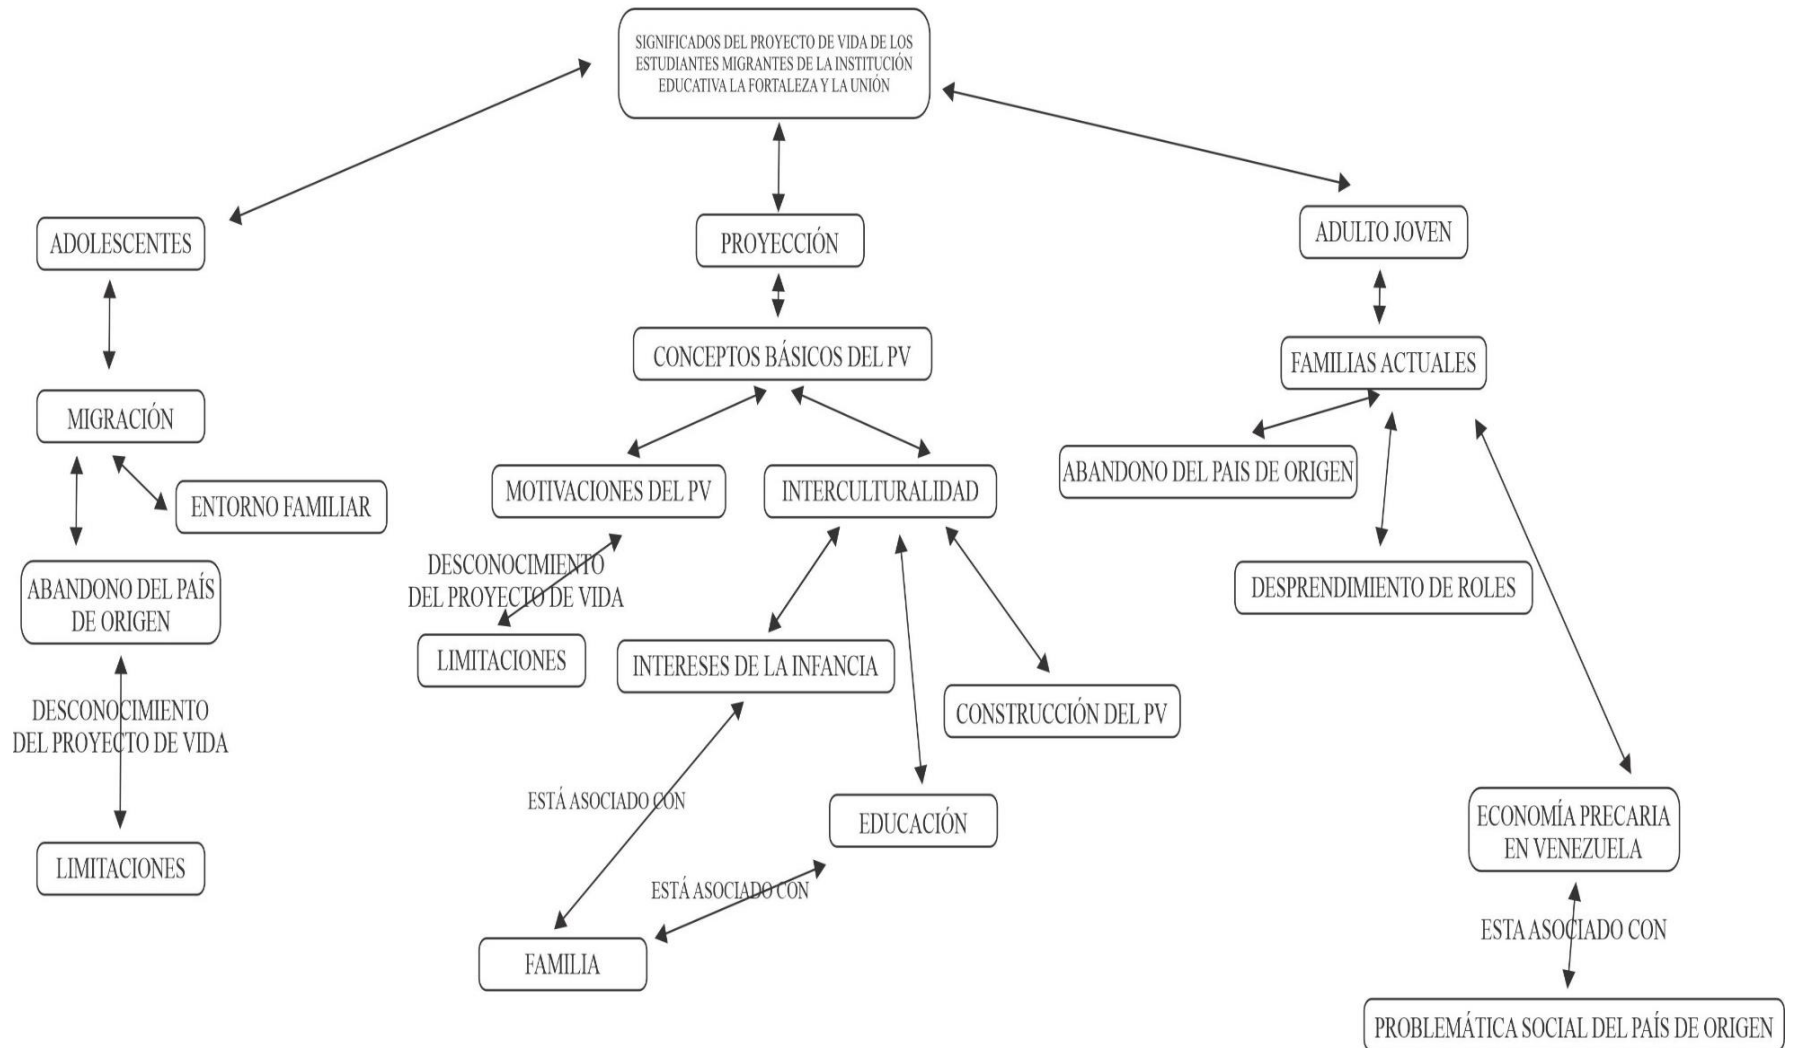 SIGNIFICADOS DEL PROYECTO DE VIDA DE LOS
ESTUDIANTES MIGRANTES DE LA INSTITUCIÓN
EDUCATIVA LA FORTALEZA Y LA UNIÓN
ADOLESCENTES
PROYECCIÓN
ADULTO JOVEN
CONCEPTOS BÁSICOS DEL PV
FAMILIAS ACTUALES
MIGRACIÓN
ENTORNO FAMILIAR
MOTIVACIONES DEL PV
INTERCULTURALIDAD
ABANDONO DEL PAIS DE ORIGEN
ABANDONO DEL PAÍS
DE ORIGEN
DESCONOCIMIENTO
DEL PROYECTO DE VIDA
DESPRENDIMIENTO DE ROLES
LIMITACIONES
INTERESES DE LA INFANCIA
CONSTRUCCIÓN DEL PV
DESCONOCIMIENTO
DEL PROYECTO DE VIDA
ESTÁ ASOCIADO CON
EDUCACIÓN
ECONOMÍA PRECARIA
EN VENEZUELA
LIMITACIONES
ESTÁ ASOCIADO CON
ESTA ASOCIADO CON
FAMILIA
PROBLEMÁTICA SOCIAL DEL PAÍS DE ORIGEN